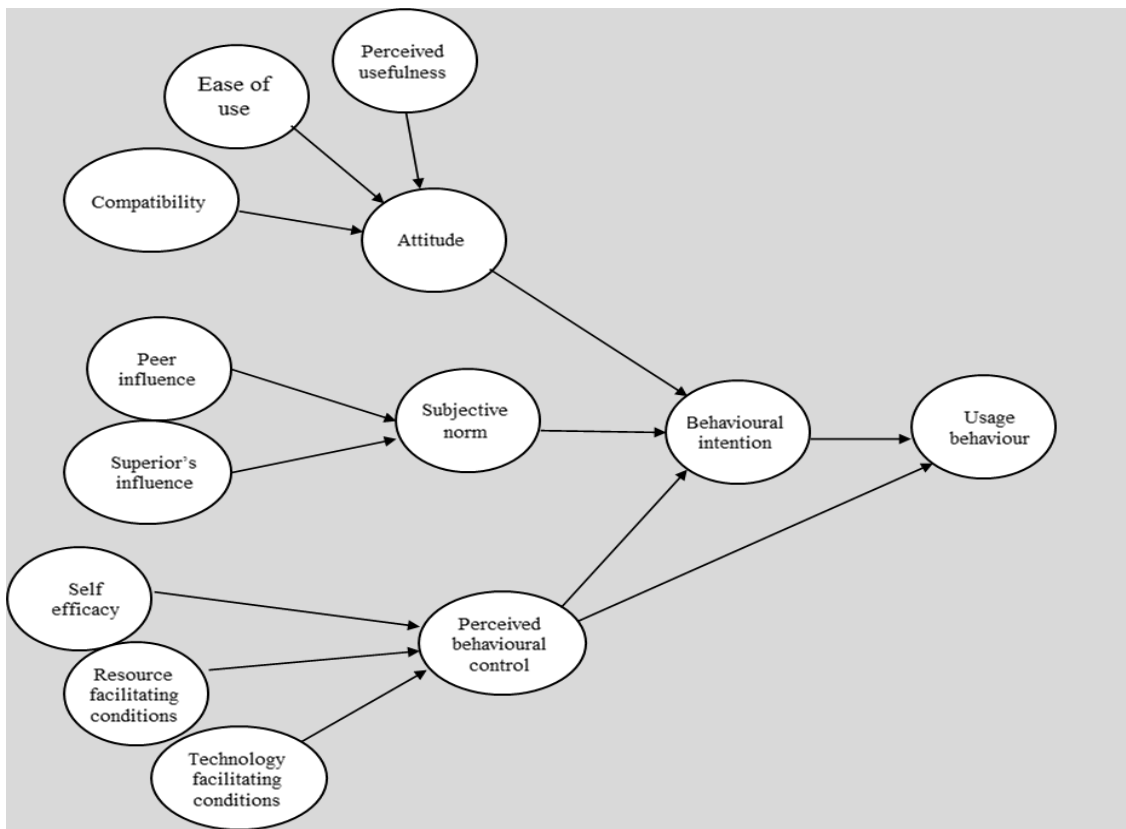 Perceived
usefulness
Ease of
use
Compatibility
Attitude
Peer
influence
Superior’s
influence
Subjective
norm
Behavioural
intention
Usage
behaviour
Self
efficacy
Resource
facilitating
conditions
Technology
facilitating
conditions
Perceived
behavioural
control